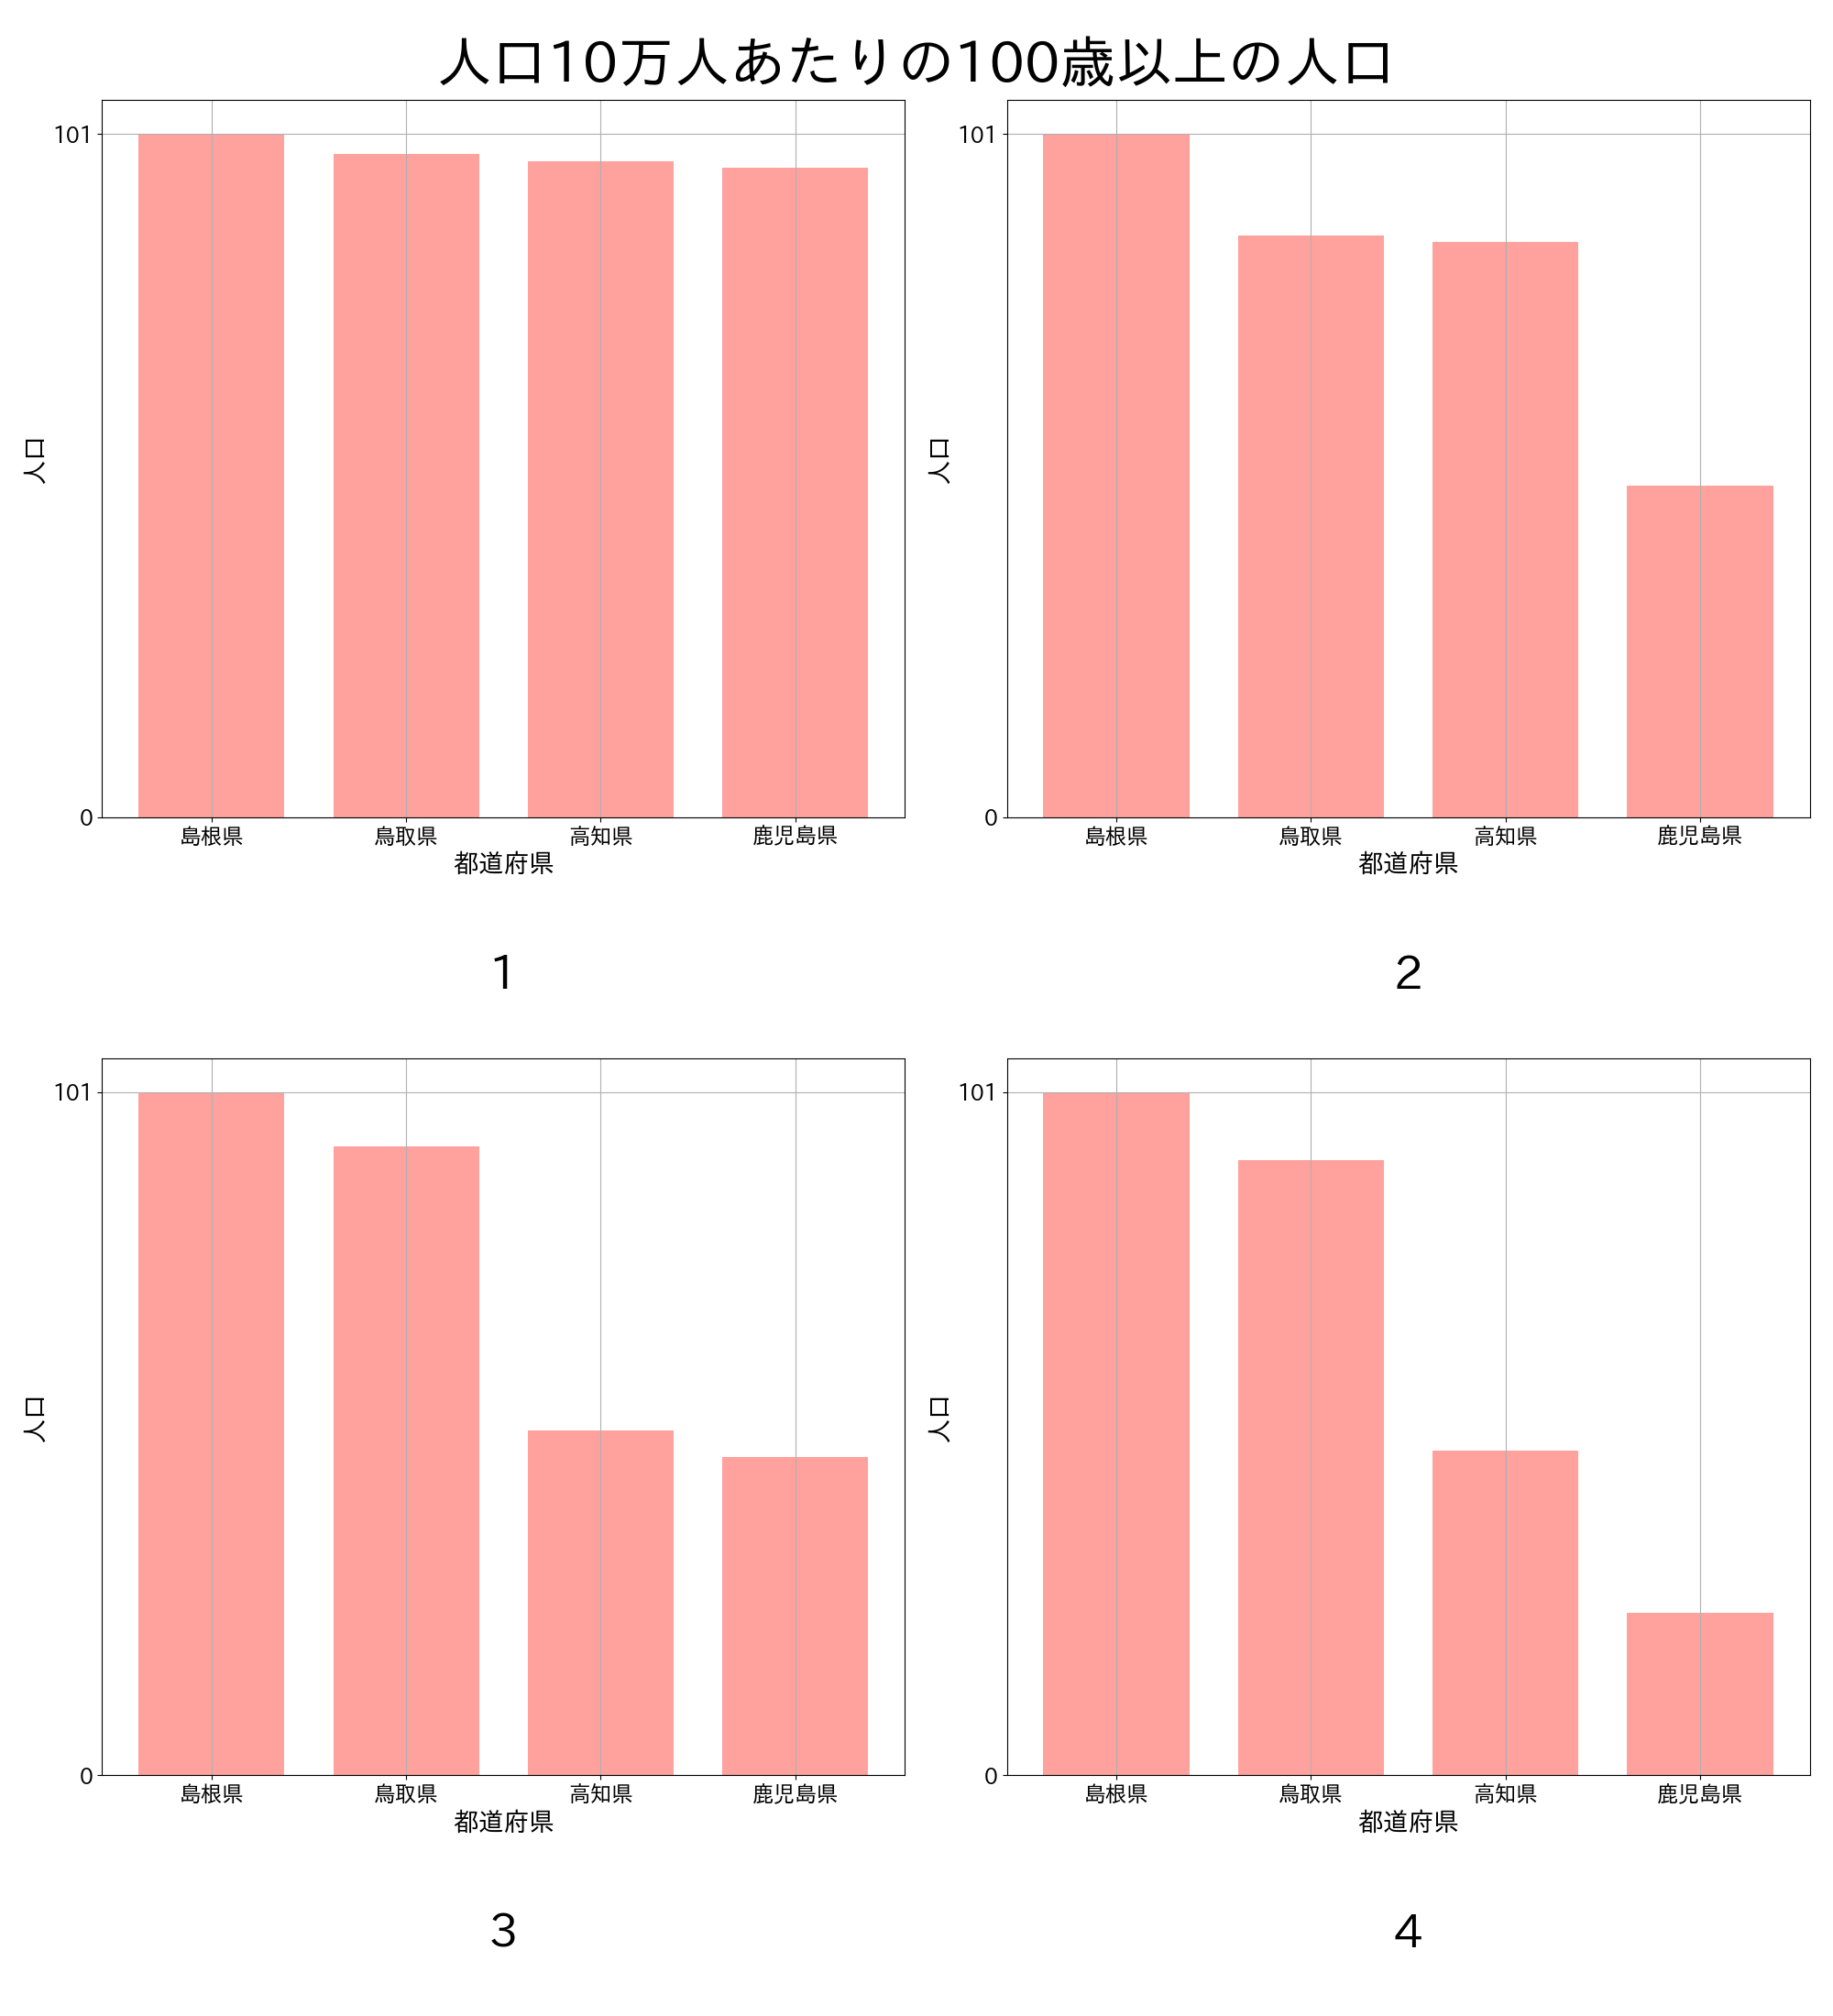 人口10万人あたりの100歳以上の人口
101
0
人口
島根県 鳥取県 高知県 鹿児島県
都道府県
1
101
0
人口
島根県 鳥取県 高知県 鹿児島県
都道府県
2
101
0
人口
島根県 鳥取県 高知県 鹿児島県
都道府県
3
101
0
人口
島根県 鳥取県 高知県 鹿児島県
都道府県
4